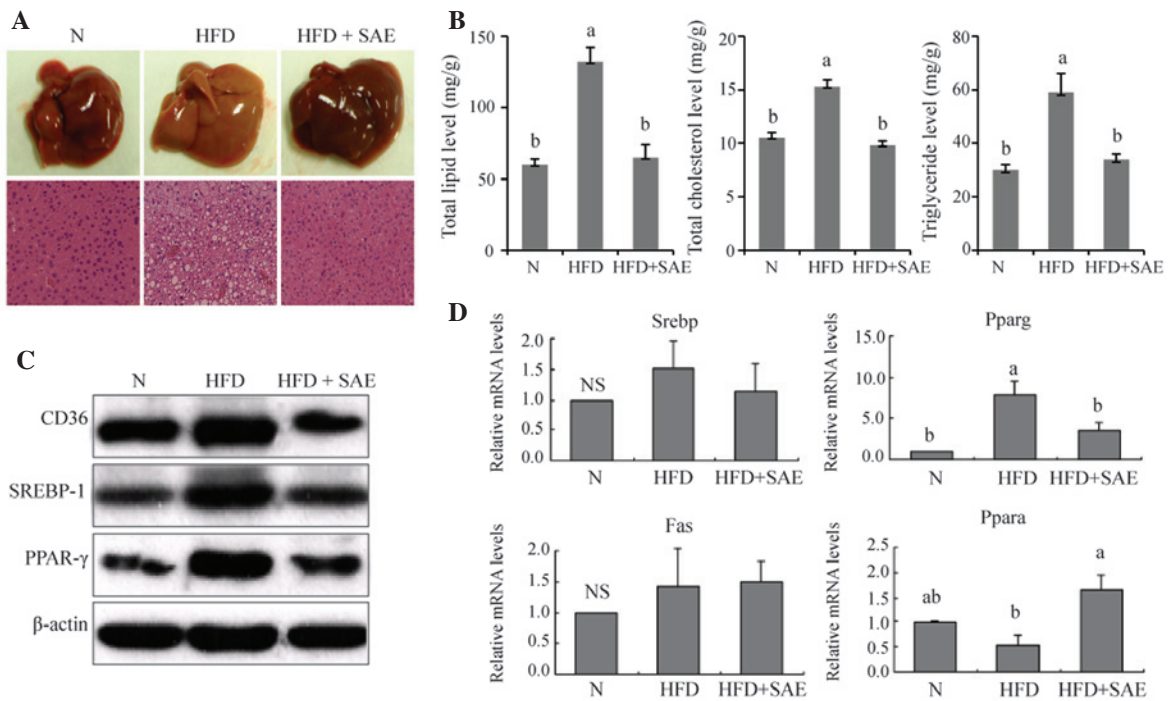 A
N HFD HFD + SAE
B
Total lipid level (mg/g)
150
100
50
0
a
b
b
N HFD HFD+SAE
Total cholesterol level (mg/g)
20
15
10
5
0
a
b
b
N HFD HFD+SAE
Triglyceride level (mg/g)
80
60
40
20
0
a
b
b
N HFD HFD+SAE
C
N HFD HFD + SAE
CD36
SREBP-1
PPAR-γ
β-actin
D
Srebp
Relative mRNA levels
2.0
1.5
1.0
0.5
0.0
NS
N HFD HFD+SAE
Pparg
Relative mRNA levels
15.0
10.0
5.0
0.0
b
a
b
N HFD HFD+SAE
Fas
Relative mRNA levels
2.0
1.5
1.0
0.5
0.0
NS
N HFD HFD+SAE
Ppara
Relative mRNA levels
2.5
2.0
1.5
1.0
0.5
0.0
ab
b
a
N HFD HFD+SAE